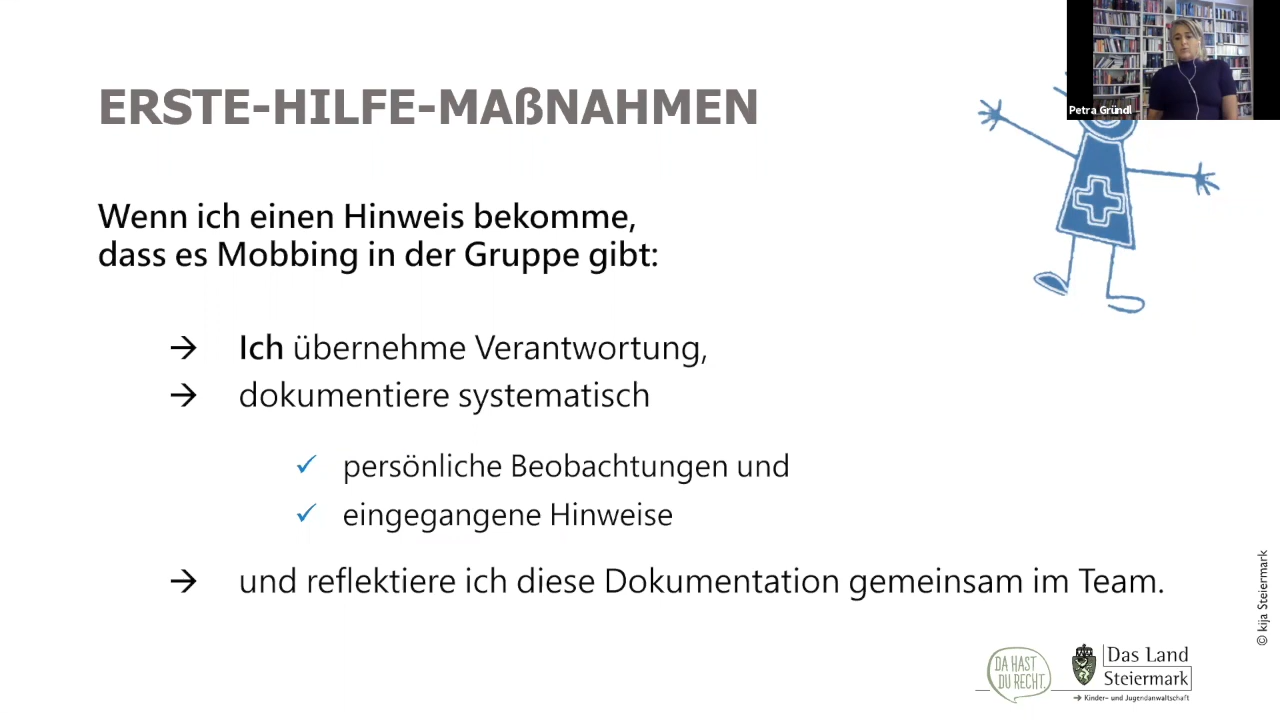 Petra Gründl
ERSTE-HILFE-MAßNAHMEN
Wenn ich einen Hinweis bekomme,
dass es Mobbing in der Gruppe gibt:
→ Ich übernehme Verantwortung,
→ dokumentiere systematisch
✓ persönliche Beobachtungen und
✓ eingegangene Hinweise
→ und reflektiere ich diese Dokumentation gemeinsam im Team.
© kija Steiermark
DA HAST
DU RECHT.
Das Land
Steiermark
→ Kinder- und Jugendanwaltschaft